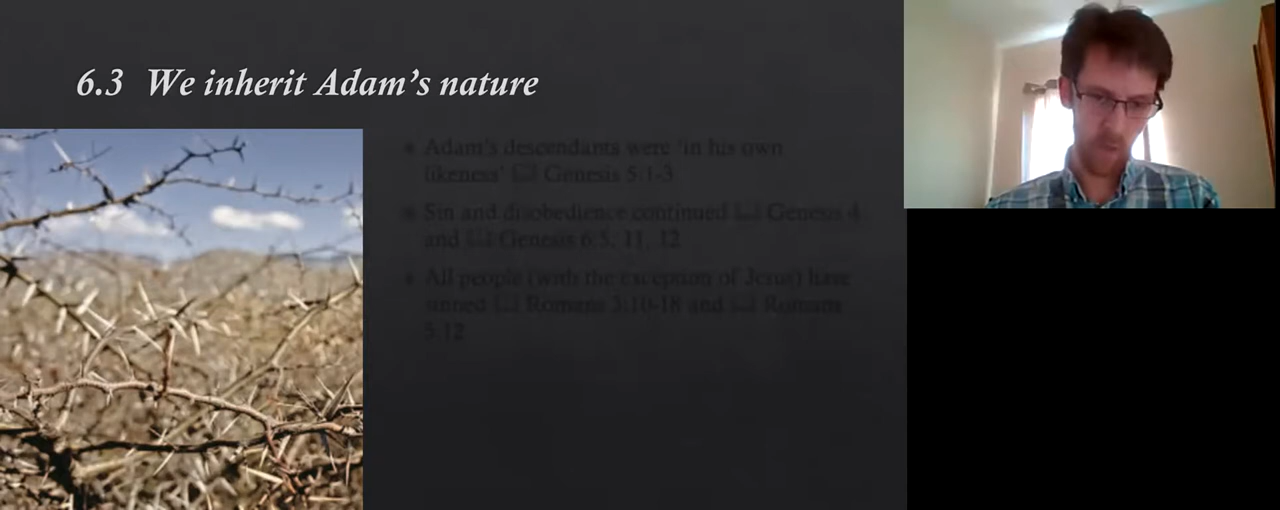 6.3 We inherit Adam's nature
• Adam's descendants were 'in his own
likeness' Genesis 5:1-3
• Sin and disobedience continued Genesis 4
and Genesis 6:5, 11, 12
• All people (with the exception of Jesus) have
sinned Romans 3:10-18 and Romans
5:12